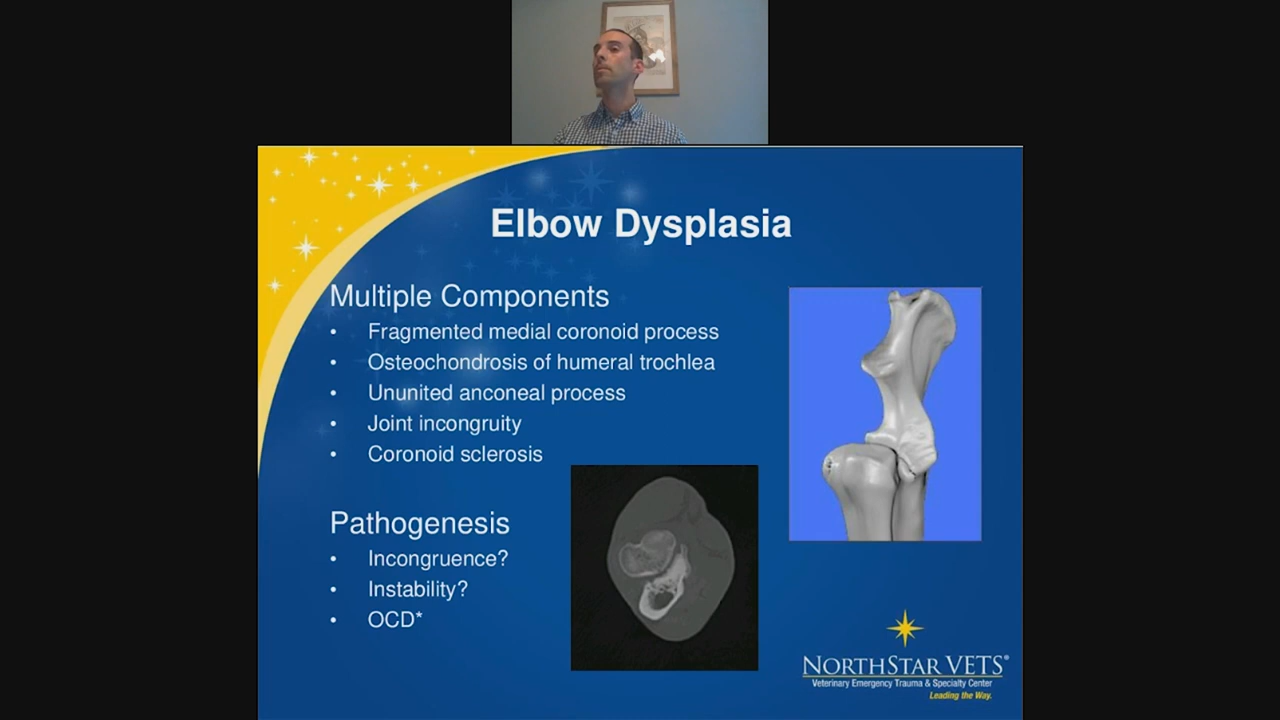 Elbow Dysplasia
Multiple Components
• Fragmented medial coronoid process
• Osteochondrosis of humeral trochlea
• Ununited anconeal process
• Joint incongruity
• Coronoid sclerosis
Pathogenesis
• Incongruence?
• Instability?
• OCD*
NORTHSTAR VETS®
Veterinary Emergency Trauma & Specialty Center
Leading the Way.